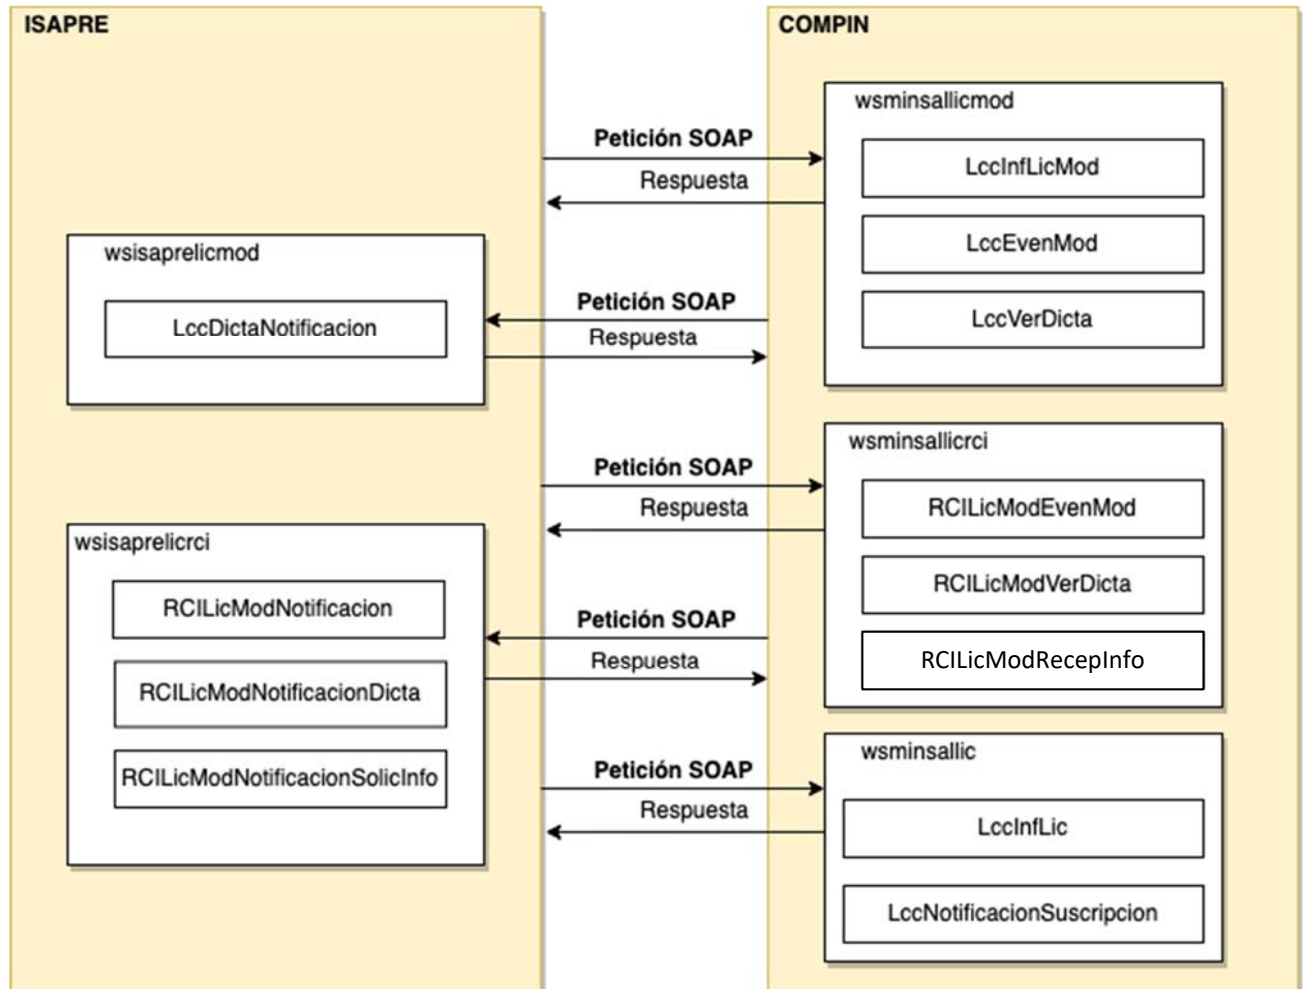 ISAPRE
COMPIN
wsminsallicmod
Petición SOAP
LccInfLicMod
Respuesta
LccEvenMod
wsisaprelicmod
Petición SOAP
LccVerDicta
LccDictaNotificacion
Respuesta
wsminsallicrci
Petición SOAP
RCILicModEvenMod
Respuesta
wsisaprelicrci
RCILicModVerDicta
RCILicModNotificacion
Petición SOAP
Respuesta
RCILicModRecepInfo
RCILicModNotificacionDicta
wsminsallic
Petición SOAP
RCILicModNotificacionSolicInfo
Respuesta
LccInfLic
LccNotificacionSuscripcion